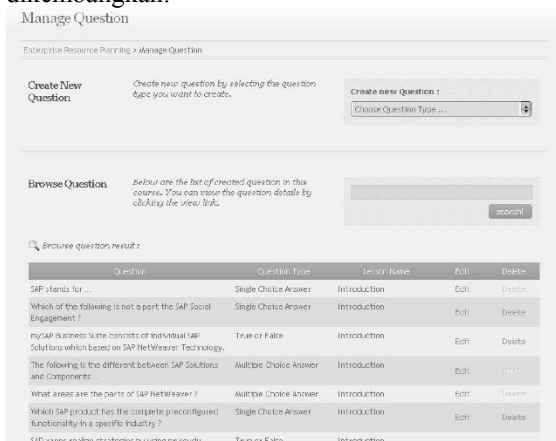 dikembangkan.
Manage Question
Enterprise Resource Planning > Manage Question
Create New
Question
Create new question by selecting the question
type you want to create.
Create new Question :
Choose Question Type ...
Browse Question
Below are the list of created question in this
course. You can view the question details by
clicking the view link.
search!
Browse question result :
Question Question Type Lesson Name Edit Delete
SAP stands for ... Single Choice Answer Introduction Edit Delete
Which of the following is not a part the SAP Social
Engagement ? Single Choice Answer Introduction Edit Delete
mySAP Business Suite consists of individual SAP
Solutions which based on SAP NetWeaver Technology. True or False Introduction Edit Delete
The following is the different between SAP Solutions
and Components ... Multiple Choice Answer Introduction Edit Delete
What areas are the parts of SAP NetWeaver ? Multiple Choice Answer Introduction Edit Delete
Which SAP product has the complete preconfigured
functionality in a specific industry ? Single Choice Answer Introduction Edit Delete
True or False Introduction